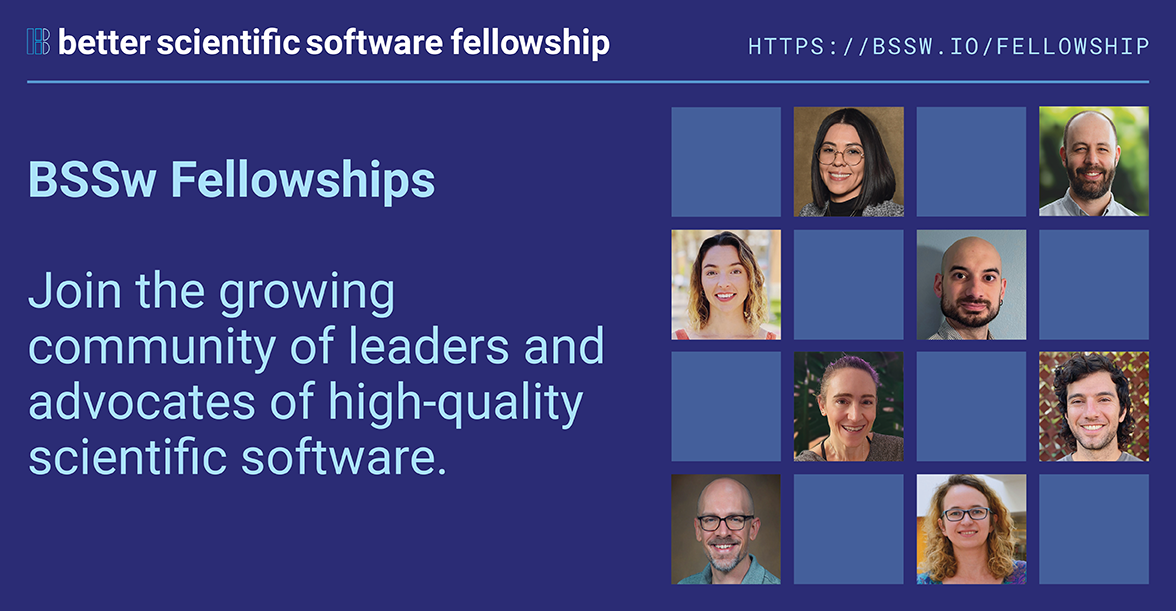 better scientific software fellowship
HTTPS://BSSW.IO/FELLOWSHIP
BSSw Fellowships
Join the growing
community of leaders and
advocates of high-quality
scientific software.